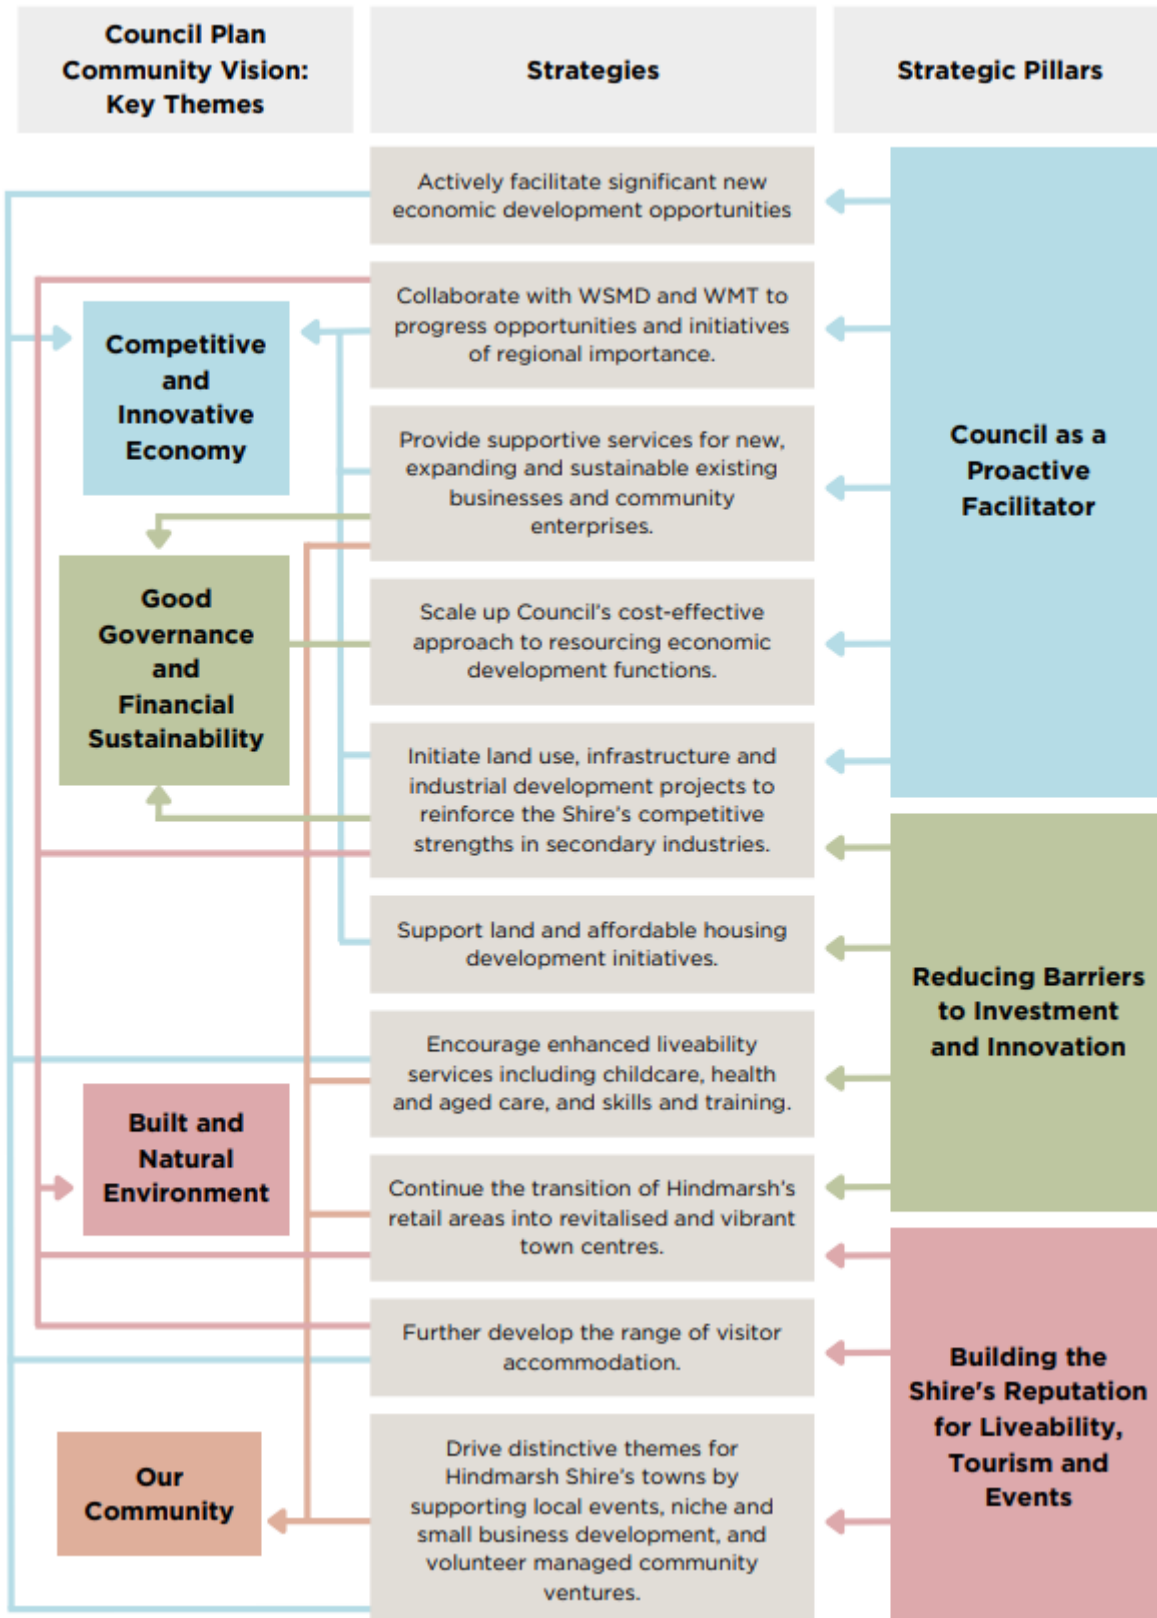 Council Plan
Community Vision:
Key Themes
Strategies
Strategic Pillars
Actively facilitate significant new
economic development opportunities
Collaborate with WSMD and WMT to
progress opportunities and initiatives
of regional importance.
Provide supportive services for new,
expanding and sustainable existing
businesses and community
enterprises.
Scale up Council's cost-effective
approach to resourcing economic
development functions.
Initiate land use, infrastructure and
industrial development projects to
reinforce the Shire's competitive
strengths in secondary industries.
Support land and affordable housing
development initiatives.
Encourage enhanced liveability
services including childcare, health
and aged care, and skills and training.
Continue the transition of Hindmarsh's
retail areas into revitalised and vibrant
town centres.
Further develop the range of visitor
accommodation.
Drive distinctive themes for
Hindmarsh Shire's towns by
supporting local events, niche and
small business development, and
volunteer managed community
ventures.
Competitive
and
Innovative
Economy
Good
Governance
and
Financial
Sustainability
Built and
Natural
Environment
Our
Community
Council as a
Proactive
Facilitator
Reducing Barriers
to Investment
and Innovation
Building the
Shire's Reputation
for Liveability,
Tourism and
Events